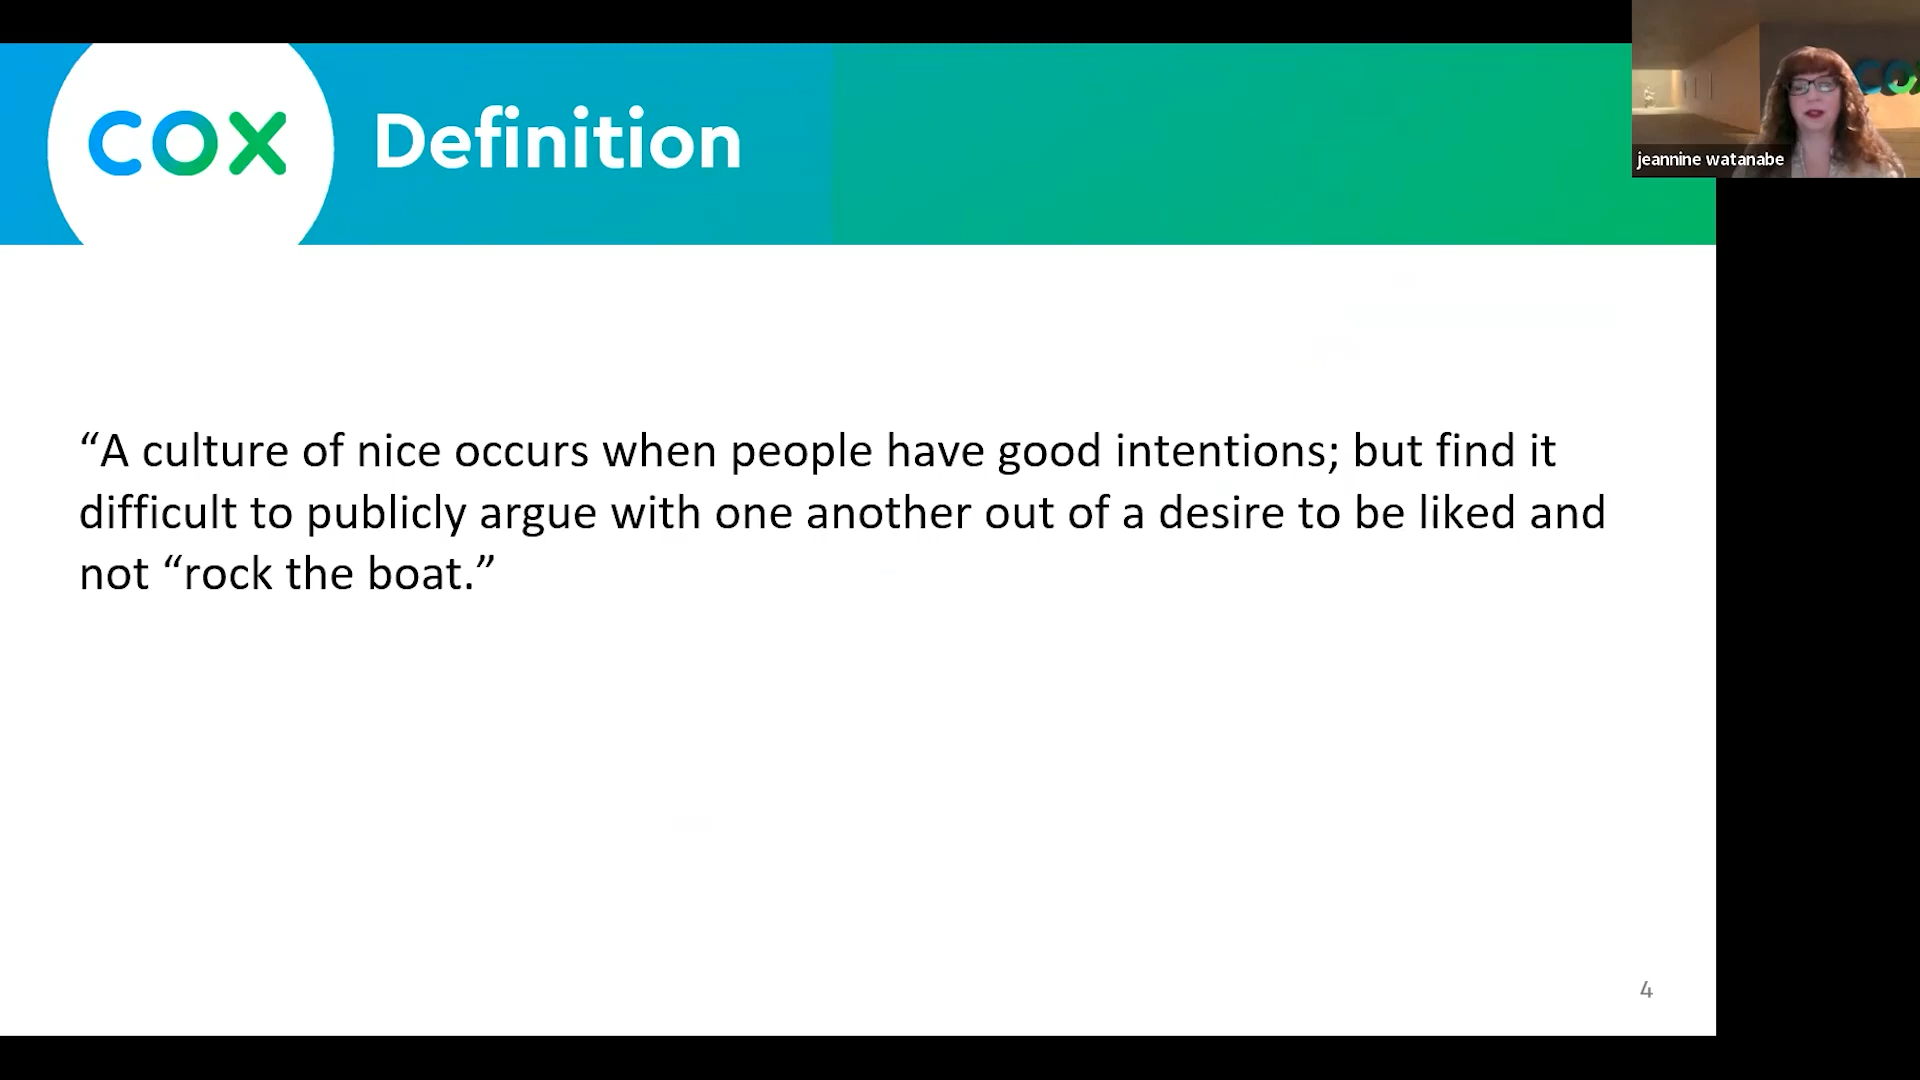 cox
Definition
cox
jeannine watanabe
“A culture of nice occurs when people have good intentions; but find it
difficult to publicly argue with one another out of a desire to be liked and
not “rock the boat.”
4